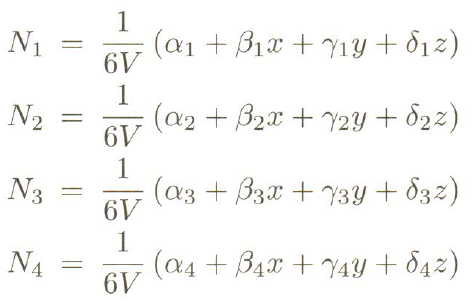 N₁ = 1/6V (α₁ + β₁x + γ₁y + δ₁z)
N₂ = 1/6V (α₂ + β₂x + γ₂y + δ₂z)
N₃ = 1/6V (α₃ + β₃x + γ₃y + δ₃z)
N₄ = 1/6V (α₄ + β₄x + γ₄y + δ₄z)